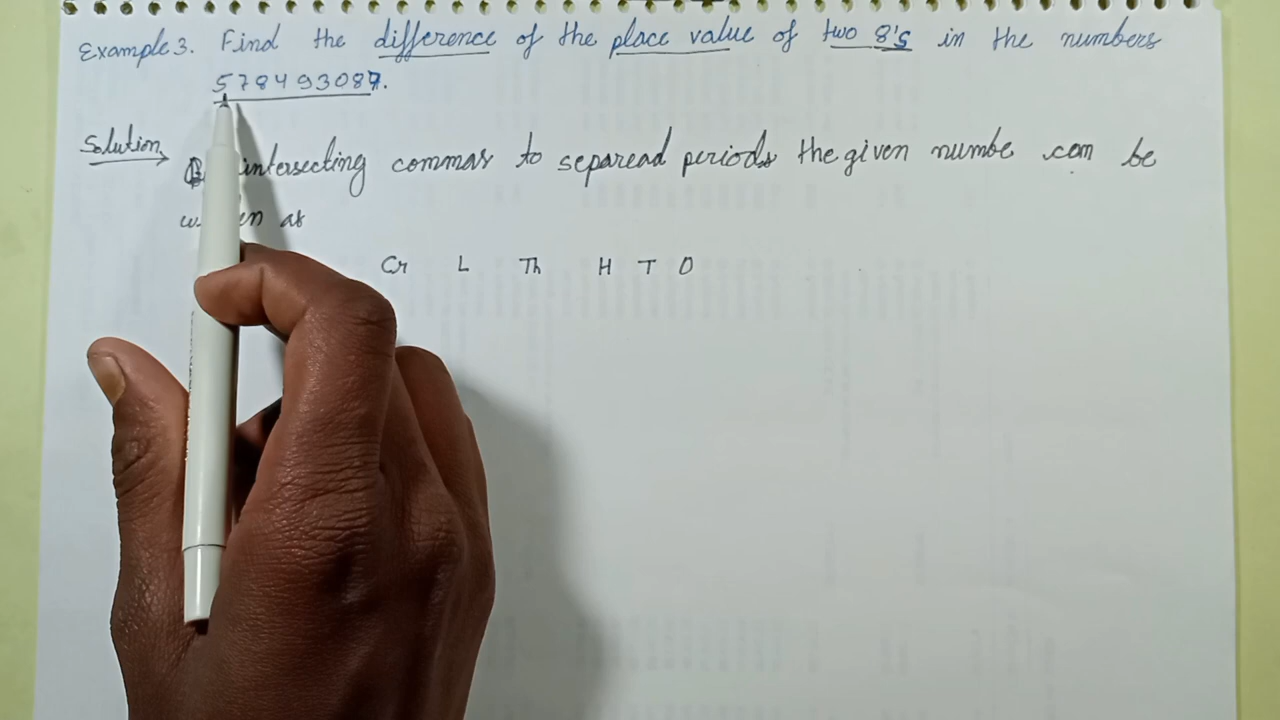 Example 3. Find the difference of the place value of two 8's in the numbers
578493087.
Solution
intersecting commas to separead periods the given numbe com be
as
Cr L Th H T O